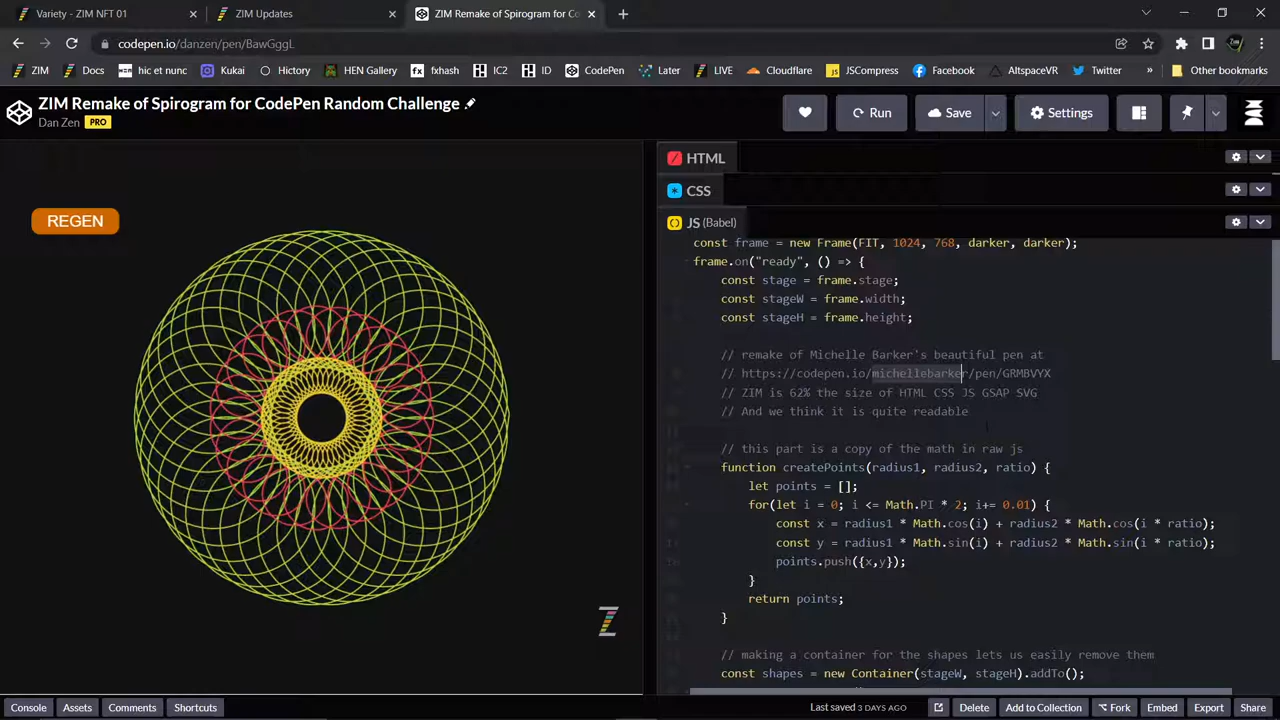 Variety - ZIM NFT 01
ZIM Updates
ZIM Remake of Spirogram for Co
codepen.io/danzen/pen/BawGggL
ZIM Docs hic et nunc Kukai Hictory HEN Gallery fxhash IC2 ID CodePen Later LIVE Cloudflare JSCompress Facebook AltspaceVR Twitter » Other bookmarks
ZIM Remake of Spirogram for CodePen Random Challenge
Dan Zen PRO
Run Save Settings
HTML
CSS
JS (Babel)
REGEN
const frame = new Frame(FIT, 1024, 768, darker, darker);
frame.on("ready", () => {
const stage = frame.stage;
const stageW = frame.width;
const stageH = frame.height;
// remake of Michelle Barker's beautiful pen at
// https://codepen.io/michellebarker/pen/GRMBVYX
// ZIM is 62% the size of HTML CSS JS GSAP SVG
// And we think it is quite readable
// this part is a copy of the math in raw js
function createPoints(radius1, radius2, ratio) {
let points = [];
for(let i = 0; i <= Math.PI * 2; i+= 0.01) {
const x = radius1 * Math.cos(i) + radius2 * Math.cos(i * ratio);
const y = radius1 * Math.sin(i) + radius2 * Math.sin(i * ratio);
points.push({x,y});
}
return points;
}
// making a container for the shapes lets us easily remove them
const shapes = new Container(stageW, stageH).addTo();
Console Assets Comments Shortcuts Last saved 3 DAYS AGO Delete Add to Collection Fork Embed Export Share